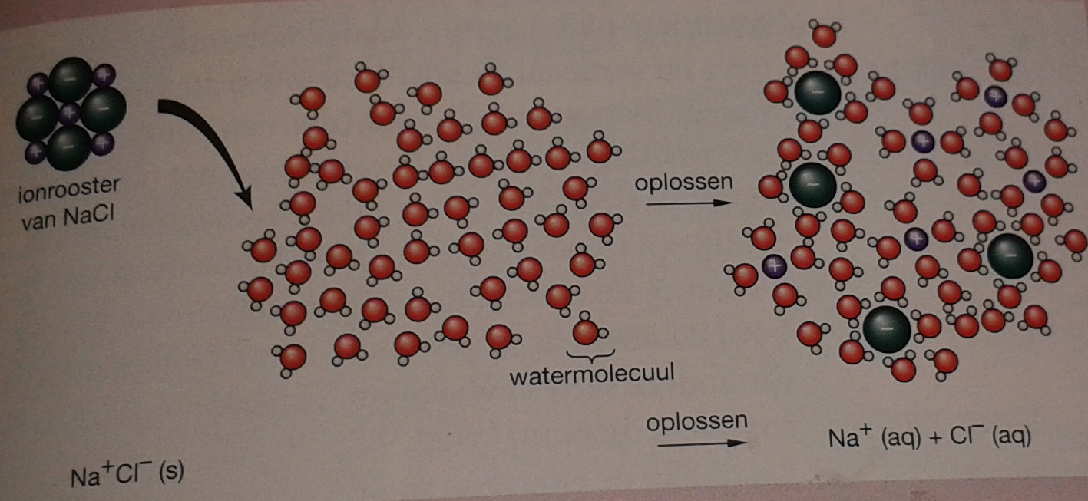 ionrooster
van NaCl
oplossen
watermolecuul
oplossen
Na⁺Cl⁻ (s)
Na⁺ (aq) + Cl⁻ (aq)